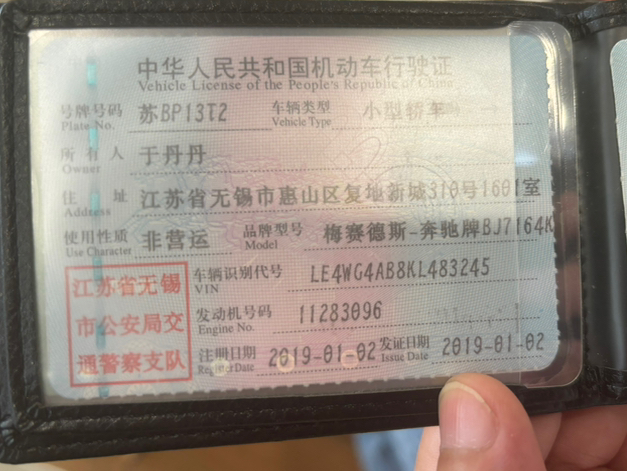 中华人民共和国机动车行驶证
Vehicle License of the People's Republic of China
号牌号码 苏BP13T2 车辆类型 小型轿车
Plate No. Vehicle Type
所有人 于丹丹
Owner
住址 江苏省无锡市惠山区复地新城310号1601室
Address
使用性质 非营运 品牌型号 梅赛德斯-奔驰牌BJ7164K
Use Character Model
江苏省无锡
市公安局交
通警察支队
车辆识别代号 LE4WG4AB8KL483245
VIN
发动机号码 11283096
Engine No.
注册日期 2019-01-02 发证日期 2019-01-02
Register Date Issue Date